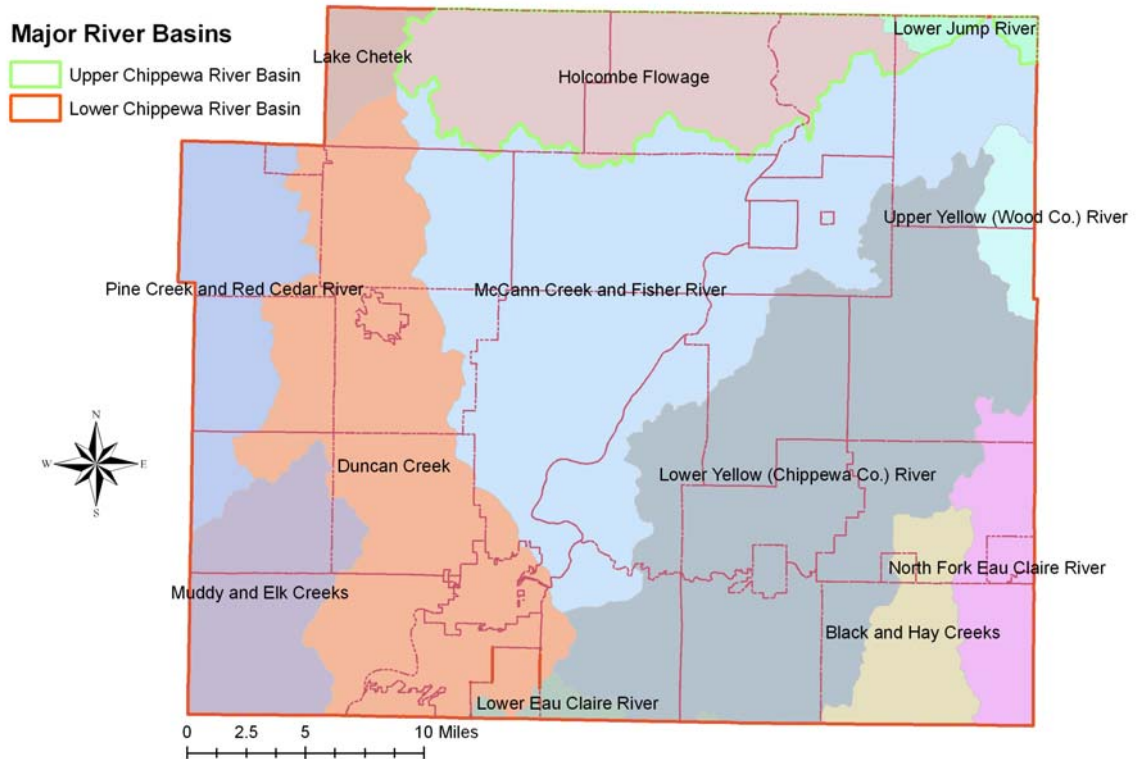 Major River Basins
Upper Chippewa River Basin
Lower Chippewa River Basin
Lake Chetek
Lower Jump River
Holcombe Flowage
Upper Yellow (Wood Co.) River
Pine Creek and Red Cedar River
McCann Creek and Fisher River
N
W
E
S
Duncan Creek
Lower Yellow (Chippewa Co.) River
North Fork Eau Claire River
Muddy and Elk Creeks
Black and Hay Creeks
Lower Eau Claire River
0 2.5 5 10 Miles